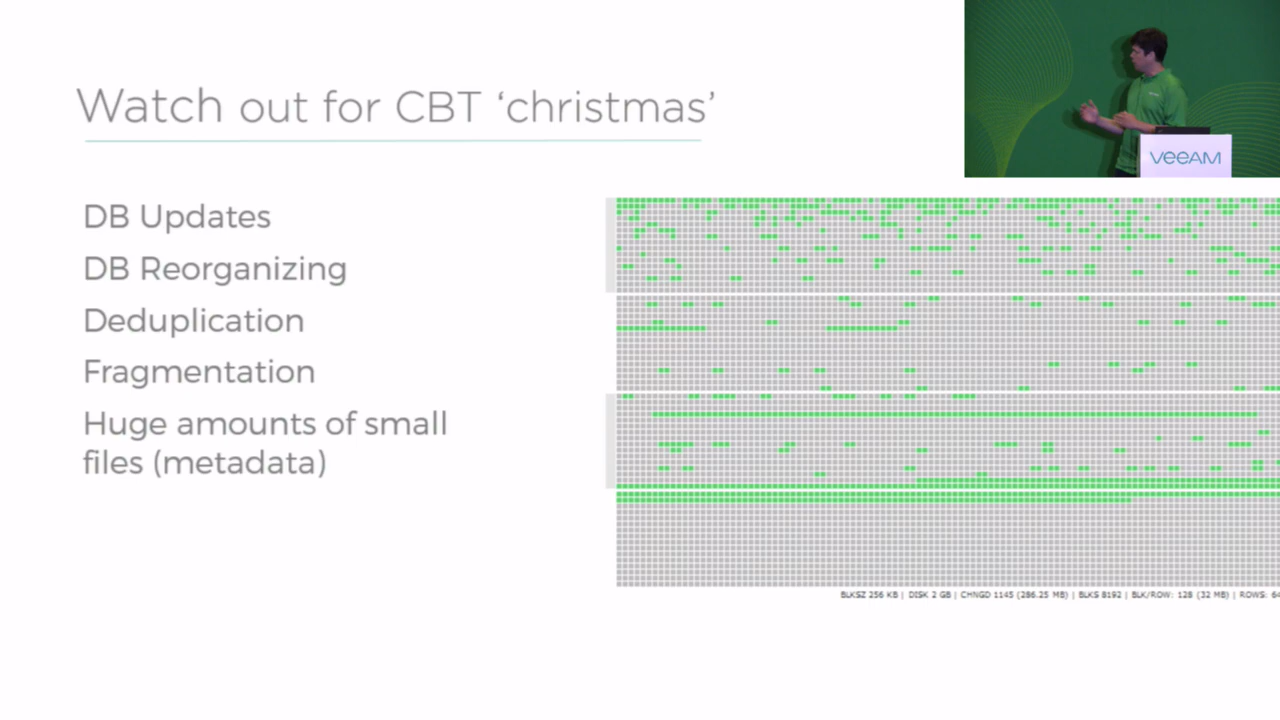 Watch out for CBT ‘christmas’
veeAM
DB Updates
DB Reorganizing
Deduplication
Fragmentation
Huge amounts of small
files (metadata)
BLKSZ 256 KB | DISK 2 GB | CHNGD 1145 (286.25 MB) | BLKS 8192 | BLK/ROW: 128 (32 MB) | ROWS: 64